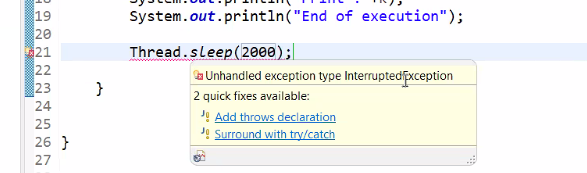 18 System.out.println("Print : "+k);
19 System.out.println("End of execution");
20
21 Thread.sleep(2000);
22
23 }
24
25
26 }
27
Unhandled exception type InterruptedException
2 quick fixes available:
Add throws declaration
Surround with try/catch